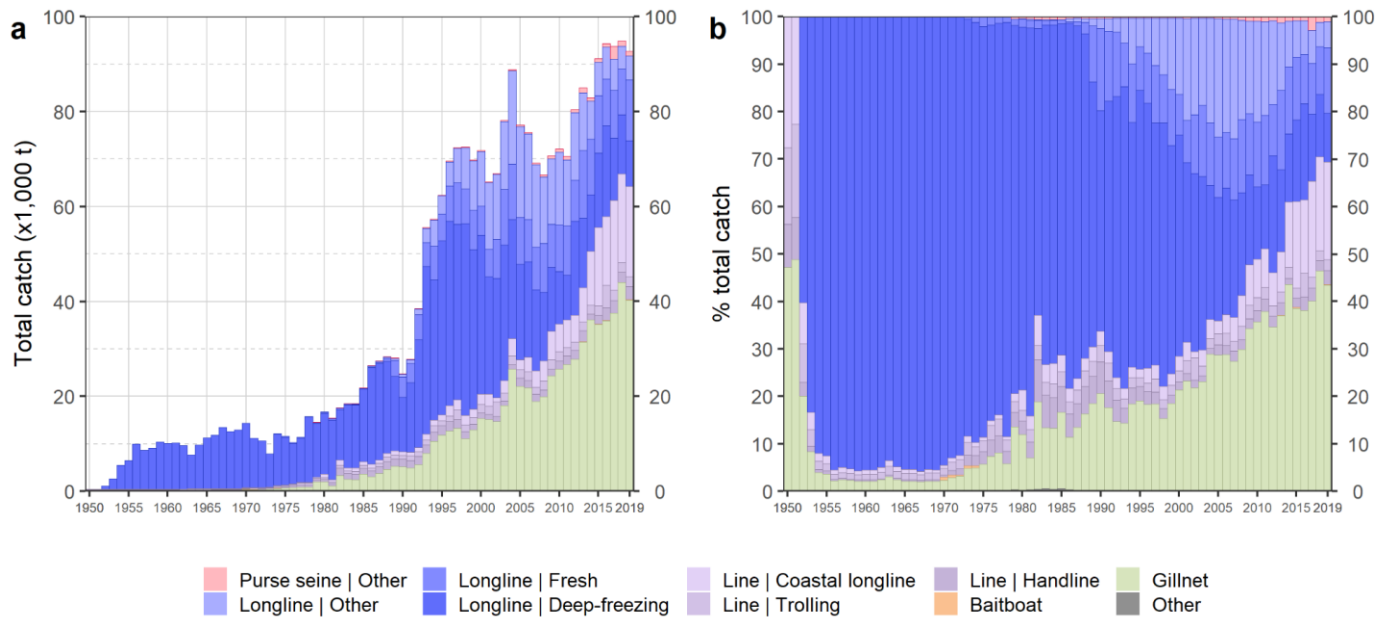 a
b
Total catch (x1,000 t)
100
80
60
40
20
0
100
80
60
40
20
0
1950 1955 1960 1965 1970 1975 1980 1985 1990 1995 2000 2005 2010 2015 2019
% total catch
100
90
80
70
60
50
40
30
20
10
0
100
90
80
70
60
50
40
30
20
10
0
1950 1955 1960 1965 1970 1975 1980 1985 1990 1995 2000 2005 2010 2015 2019
Purse seine | Other
Longline | Fresh
Line | Coastal longline
Line | Handline
Gillnet
Longline | Other
Longline | Deep-freezing
Line | Trolling
Baitboat
Other